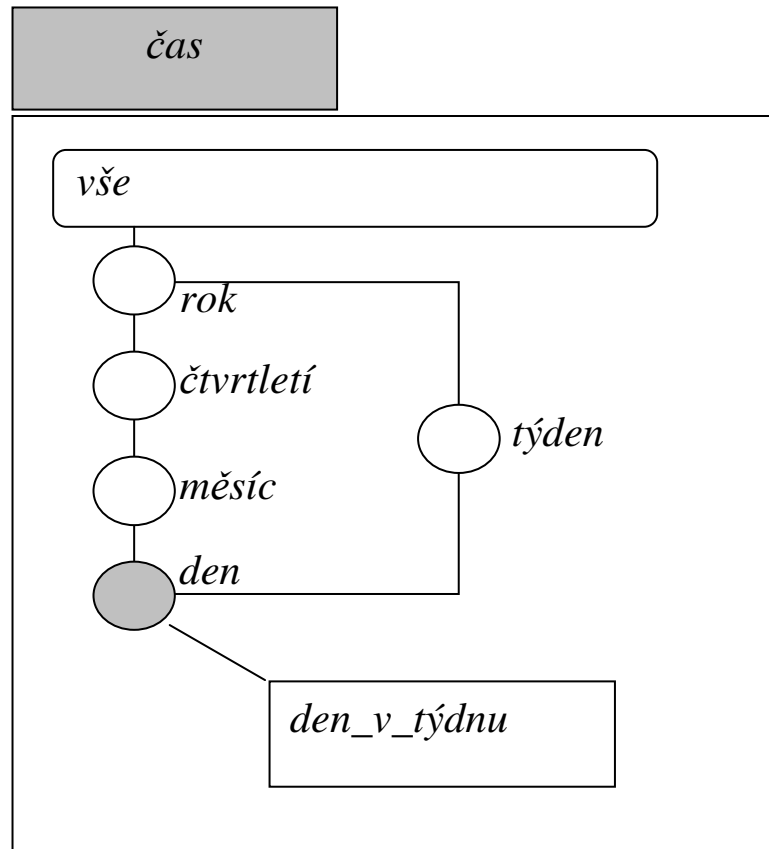 čas
vše
rok
čtvrtletí
týden
měsíc
den
den_v_týdnu